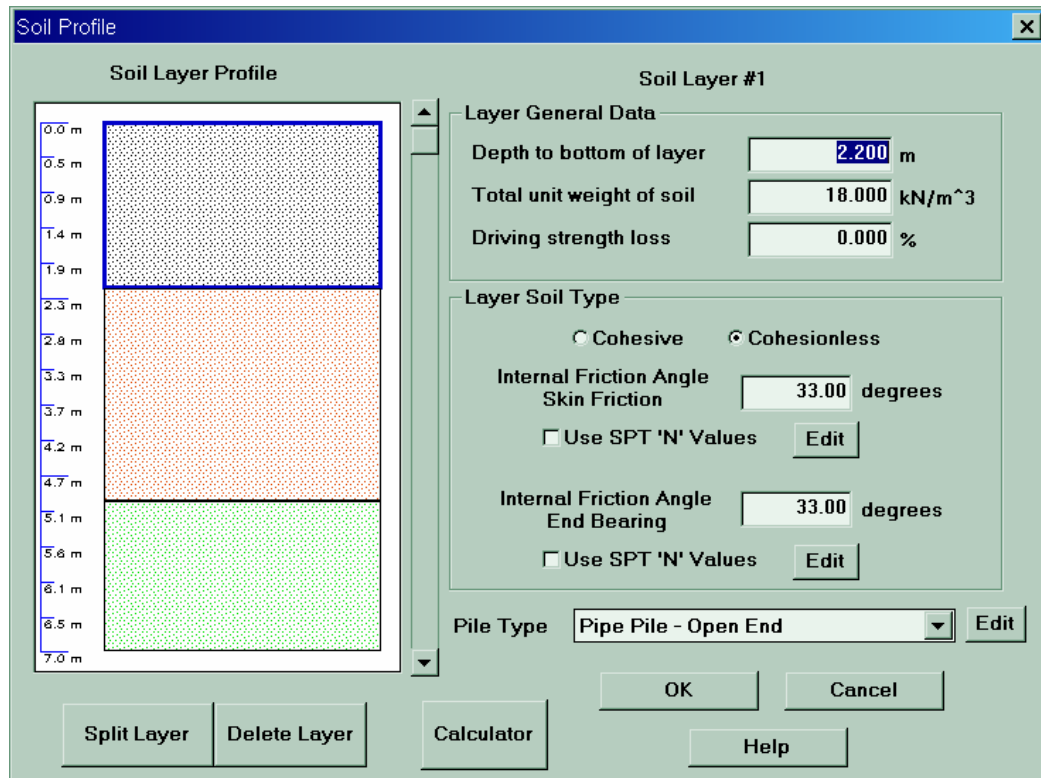 Soil Profile
Soil Layer Profile
0.0 m
0.5 m
0.9 m
1.4 m
1.9 m
2.3 m
2.8 m
3.3 m
3.7 m
4.2 m
4.7 m
5.1 m
5.6 m
6.1 m
6.5 m
7.0 m
Split Layer
Delete Layer
Calculator
Soil Layer #1
Layer General Data
Depth to bottom of layer 2.200 m
Total unit weight of soil 18.000 kN/m^3
Driving strength loss 0.000 %
Layer Soil Type
Cohesive Cohesionless
Internal Friction Angle
Skin Friction 33.00 degrees
Use SPT 'N' Values Edit
Internal Friction Angle
End Bearing 33.00 degrees
Use SPT 'N' Values Edit
Pile Type Pipe Pile - Open End Edit
OK Cancel
Help